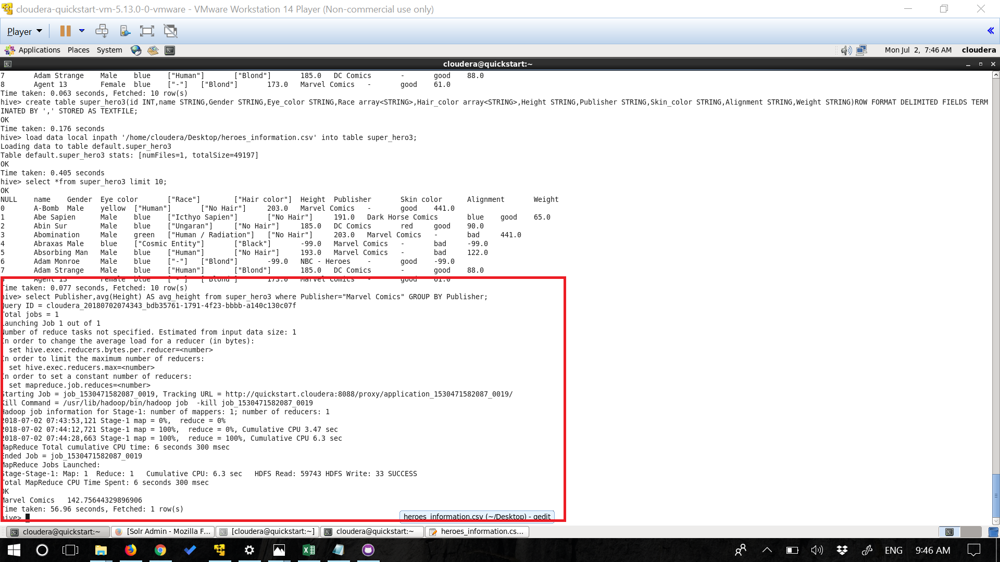 cloudera-quickstart-vm-5.13.0-0-vmware - VMware Workstation 14 Player (Non-commercial use only)
Player
Applications Places System Mon Jul 2, 7:46 AM cloudera
cloudera@quickstart:~
7 Adam Strange Male blue ["Human"] ["Blond"] 185.0 DC Comics - good 88.0
8 Agent 13 Female blue ["-"] ["Blond"] 173.0 Marvel Comics - good 61.0
Time taken: 0.063 seconds, Fetched: 10 row(s)
hive> create table super_hero3(id INT,name STRING,Gender STRING,Eye_color STRING,Race array<STRING>,Hair_color array<STRING>,Height STRING,Publisher STRING,Skin_color STRING,Alignment STRING,Weight STRING)ROW FORMAT DELIMITED FIELDS TERM
INATED BY ',' STORED AS TEXTFILE;
OK
Time taken: 0.176 seconds
hive> load data local inpath '/home/cloudera/Desktop/heroes_information.csv' into table super_hero3;
Loading data to table default.super_hero3
Table default.super_hero3 stats: [numFiles=1, totalSize=49197]
OK
Time taken: 0.405 seconds
hive> select *from super_hero3 limit 10;
OK
NULL name Gender Eye color ["Race"] ["Hair color"] Height Publisher Skin color Alignment Weight
0 A-Bomb Male yellow ["Human"] ["No Hair"] 203.0 Marvel Comics - good 441.0
1 Abe Sapien Male blue ["Icthyo Sapien"] ["No Hair"] 191.0 Dark Horse Comics blue good 65.0
2 Abin Sur Male blue ["Ungaran"] ["No Hair"] 185.0 DC Comics red good 90.0
3 Abomination Male green ["Human / Radiation"] ["No Hair"] 203.0 Marvel Comics - bad 441.0
4 Abraxas Male blue ["Cosmic Entity"] ["Black"] -99.0 Marvel Comics - bad -99.0
5 Absorbing Man Male blue ["Human"] ["No Hair"] 193.0 Marvel Comics - bad 122.0
6 Adam Monroe Male blue ["-"] ["Blond"] -99.0 NBC - Heroes - good -99.0
7 Adam Strange Male blue ["Human"] ["Blond"] 185.0 DC Comics - good 88.0
8 Agent 13 Female blue ["-"] ["Blond"] 173.0 Marvel Comics - good 61.0
Time taken: 0.077 seconds, Fetched: 10 row(s)
hive> select Publisher,avg(Height) AS avg_height from super_hero3 where Publisher="Marvel Comics" GROUP BY Publisher;
Query ID = cloudera_20180702074343_bdb35761-1791-4f23-bbbb-a140c130c07f
Total jobs = 1
Launching Job 1 out of 1
Number of reduce tasks not specified. Estimated from input data size: 1
In order to change the average load for a reducer (in bytes):
set hive.exec.reducers.bytes.per.reducer=<number>
In order to limit the maximum number of reducers:
set hive.exec.reducers.max=<number>
In order to set a constant number of reducers:
set mapreduce.job.reduces=<number>
Starting Job = job_1530471582087_0019, Tracking URL = http://quickstart.cloudera:8088/proxy/application_1530471582087_0019/
Kill Command = /usr/lib/hadoop/bin/hadoop job -kill job_1530471582087_0019
Hadoop job information for Stage-1: number of mappers: 1; number of reducers: 1
2018-07-02 07:43:53,121 Stage-1 map = 0%, reduce = 0%
2018-07-02 07:44:12,721 Stage-1 map = 100%, reduce = 0%, Cumulative CPU 3.47 sec
2018-07-02 07:44:28,663 Stage-1 map = 100%, reduce = 100%, Cumulative CPU 6.3 sec
MapReduce Total cumulative CPU time: 6 seconds 300 msec
Ended Job = job_1530471582087_0019
MapReduce Jobs Launched:
Stage-Stage-1: Map: 1 Reduce: 1 Cumulative CPU: 6.3 sec HDFS Read: 59743 HDFS Write: 33 SUCCESS
Total MapReduce CPU Time Spent: 6 seconds 300 msec
OK
Marvel Comics 142.75644329896906
Time taken: 56.96 seconds, Fetched: 1 row(s)
hive>
heroes_information.csv (~/Desktop) - gedit
cloudera@quickstart:~ [Solr Admin - Mozilla F... [cloudera@quickstart:~] cloudera@quickstart:~ heroes_information.cs...
ENG 9:46 AM